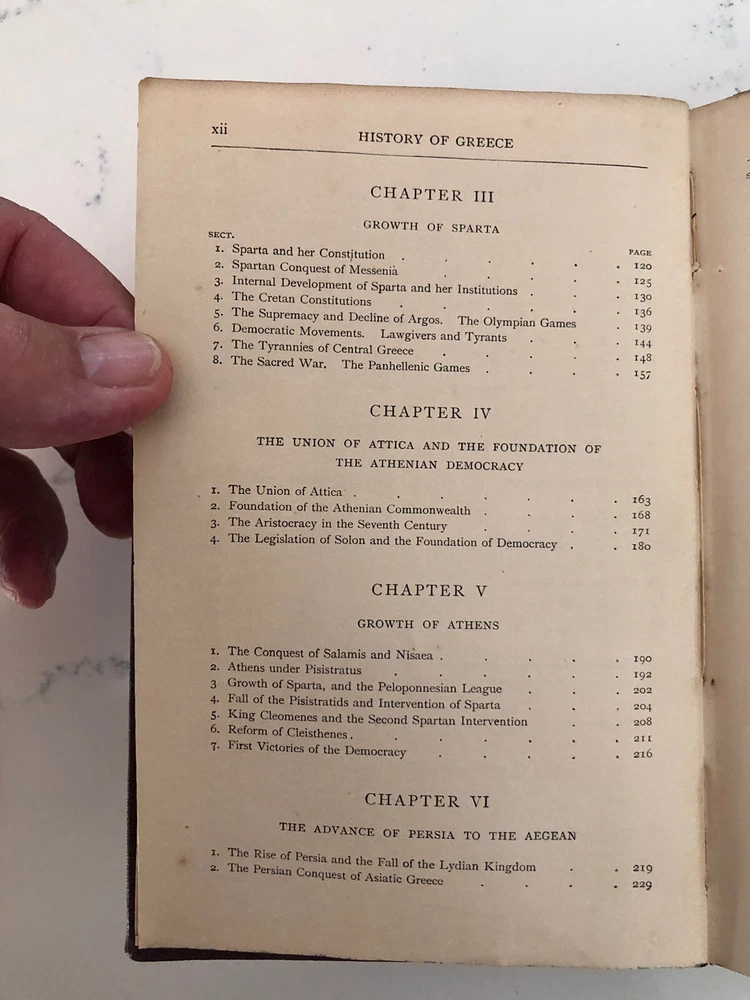 xii HISTORY OF GREECE
CHAPTER III
GROWTH OF SPARTA
SECT. PAGE
1. Sparta and her Constitution . . . . . . 120
2. Spartan Conquest of Messenia . . . . . 125
3. Internal Development of Sparta and her Institutions . . . 130
4. The Cretan Constitutions . . . . . . 136
5. The Supremacy and Decline of Argos. The Olympian Games . 139
6. Democratic Movements. Lawgivers and Tyrants . . . 144
7. The Tyrannies of Central Greece . . . . . 148
8. The Sacred War. The Panhellenic Games . . . . 157
CHAPTER IV
THE UNION OF ATTICA AND THE FOUNDATION OF
THE ATHENIAN DEMOCRACY
1. The Union of Attica . . . . . . . 163
2. Foundation of the Athenian Commonwealth . . . . 168
3. The Aristocracy in the Seventh Century . . . . 171
4. The Legislation of Solon and the Foundation of Democracy . . 180
CHAPTER V
GROWTH OF ATHENS
1. The Conquest of Salamis and Nisaea . . . . . 190
2. Athens under Pisistratus . . . . . . 192
3 Growth of Sparta, and the Peloponnesian League . . . 202
4. Fall of the Pisistratids and Intervention of Sparta . . . 204
5. King Cleomenes and the Second Spartan Intervention . . 208
6. Reform of Cleisthenes . . . . . . . 211
7. First Victories of the Democracy . . . . . 216
CHAPTER VI
THE ADVANCE OF PERSIA TO THE AEGEAN
1. The Rise of Persia and the Fall of the Lydian Kingdom . . 219
2. The Persian Conquest of Asiatic Greece . . . . 229